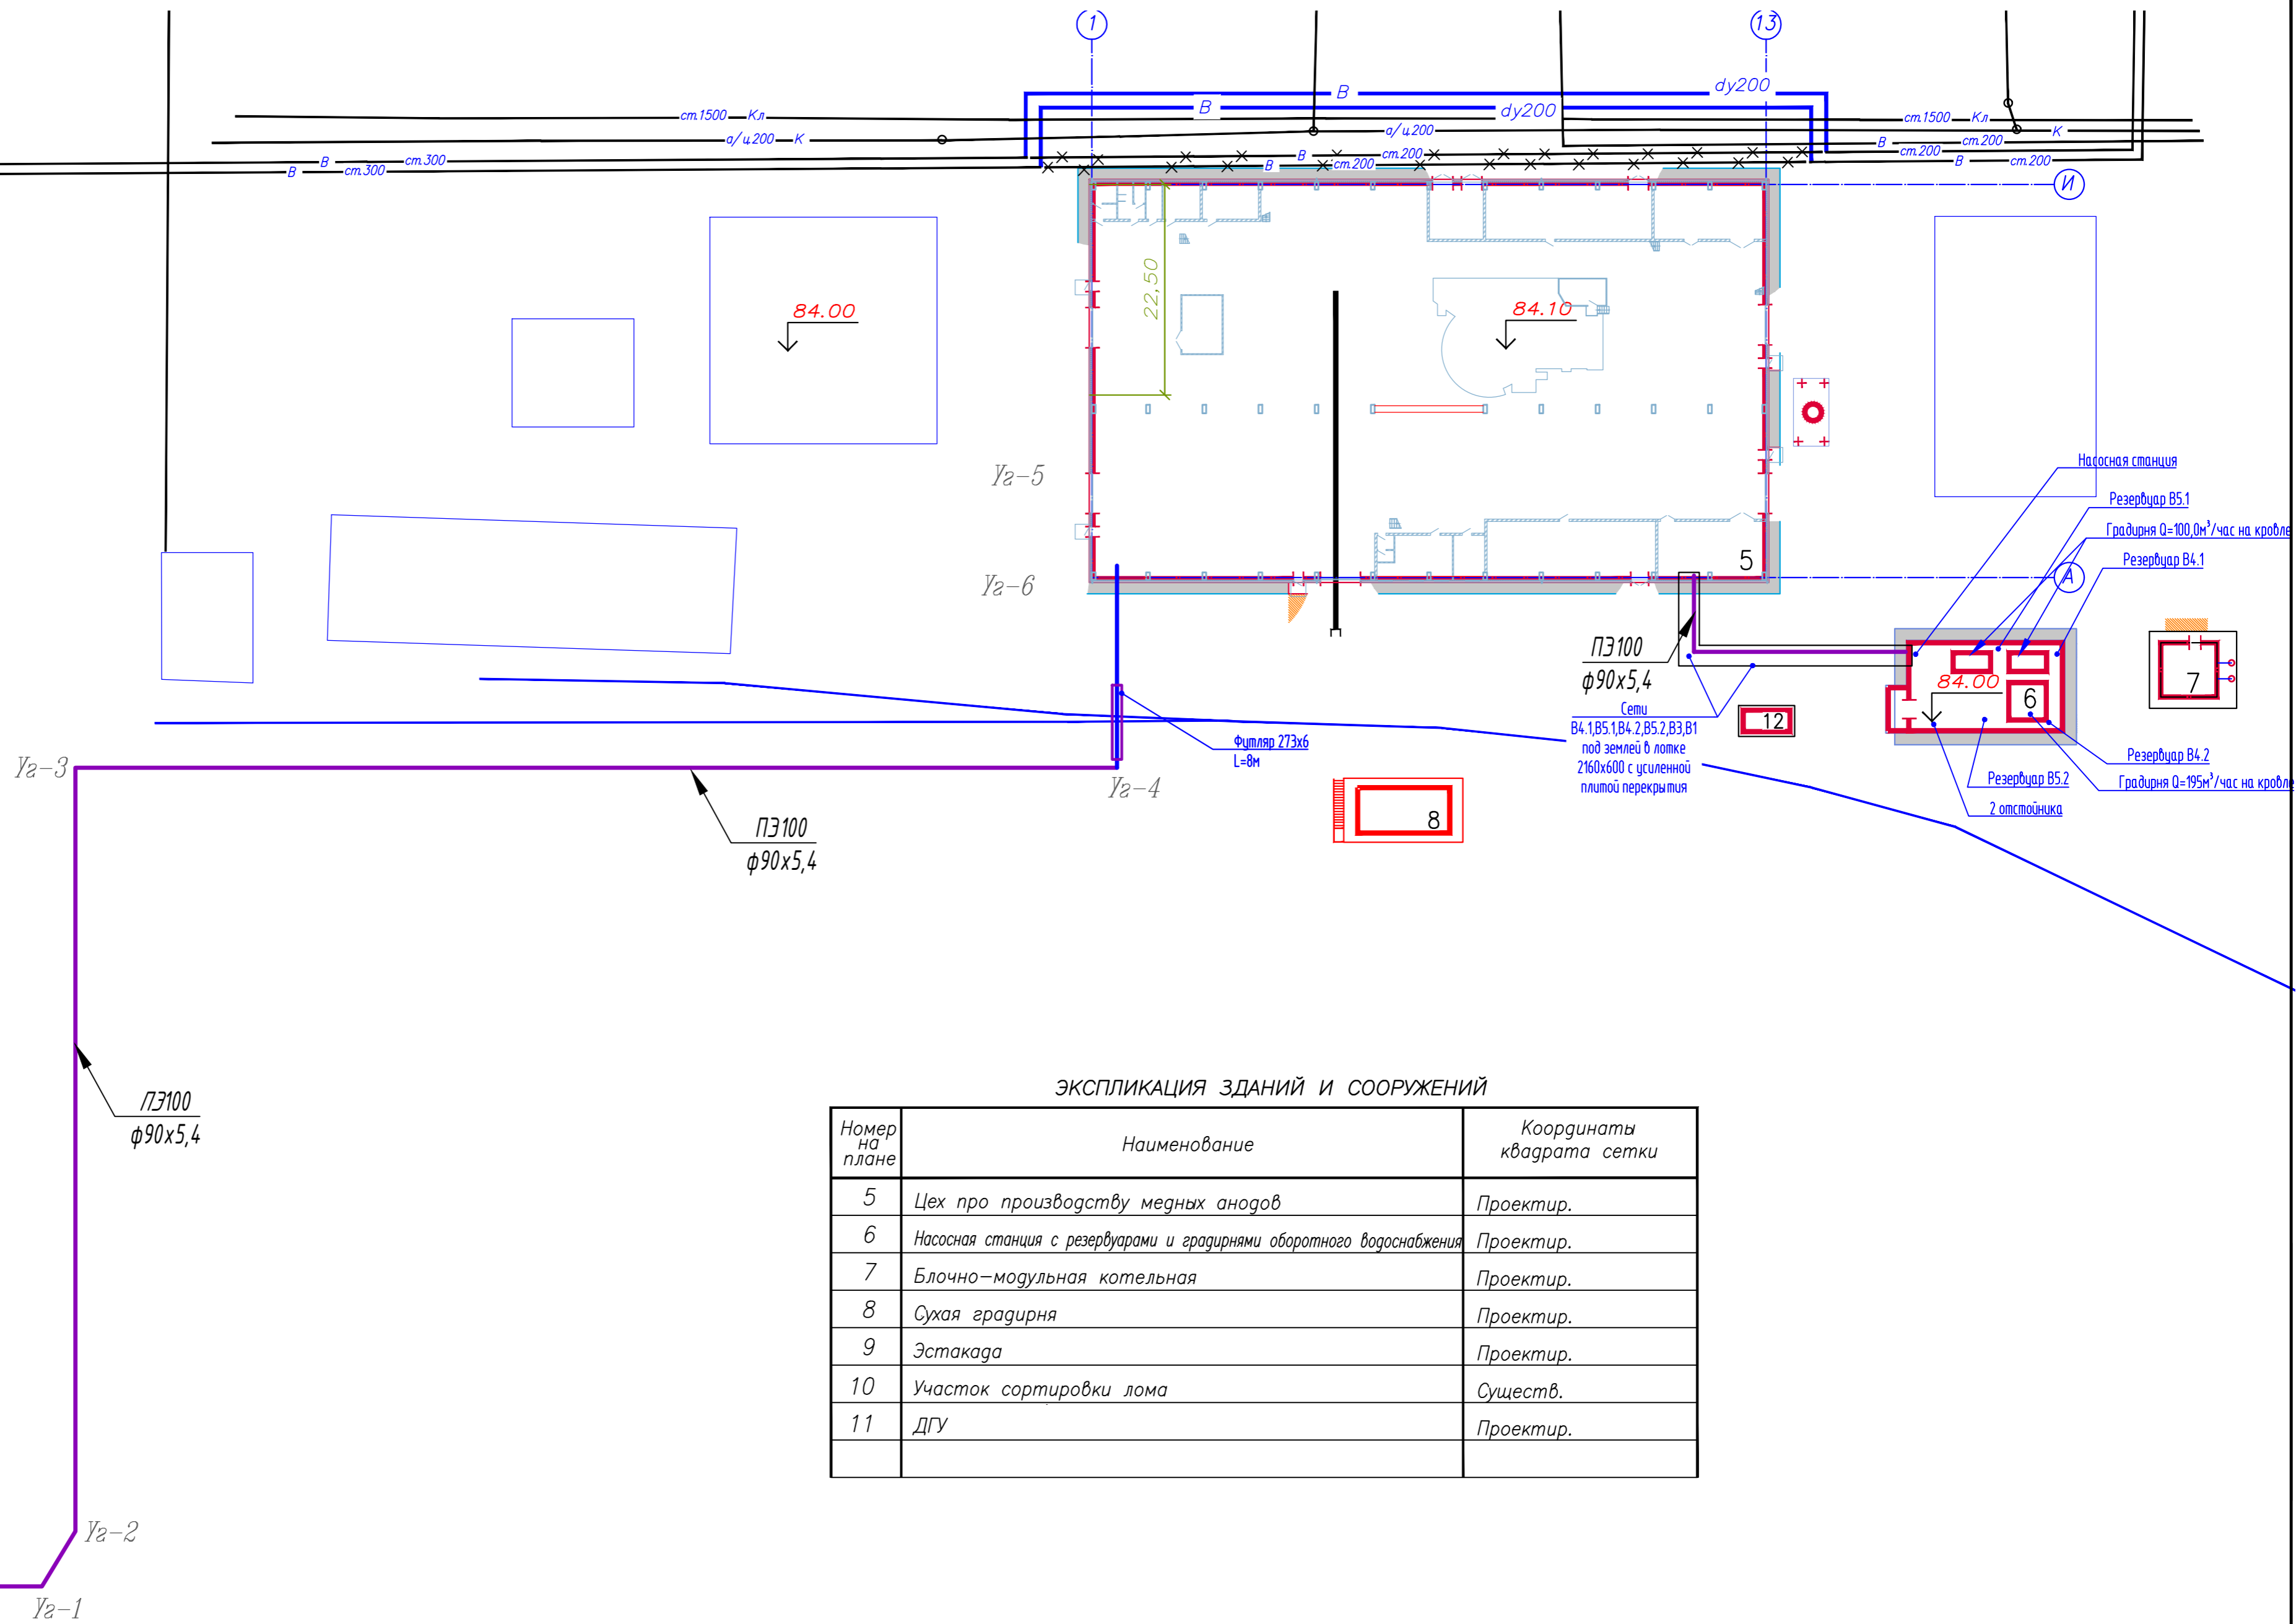 1
13
dу200
В
В
dу200
ст.1500
Кл
ст.1500
Кл
а/ц200
К
а/ц200
К
В
ст.300
В
ст.200
В
ст.200
ст.200
В
ст.300
В
ст.200
В
ст.200
И
22,50
84.00
84.10
Уг-5
Насосная станция
Резервуар В5.1
Градирня Q=100,0м³/час на кровле
Резервуар В4.1
5
А
Уг-6
ПЭ100
ф90х5,4
84.00
6
7
Сети
В4.1,В5.1,В4.2,В5.2,В3,В1
под землей в лотке
2160х600 с усиленной
плитой перекрытия
12
Футляр 273х6
L=8м
Резервуар В4.2
Резервуар В5.2
Градирня Q=195м³/час на кровле
2 отстойника
Уг-3
Уг-4
8
ПЭ100
ф90х5,4
ПЭ100
ф90х5,4
ЭКСПЛИКАЦИЯ ЗДАНИЙ И СООРУЖЕНИЙ
Номер
на
плане
Наименование
Координаты
квадрата сетки
5 Цех про производству медных анодов Проектир.
6 Насосная станция с резервуарами и градирнями оборотного водоснабжения Проектир.
7 Блочно-модульная котельная Проектир.
8 Сухая градирня Проектир.
9 Эстакада Проектир.
10 Участок сортировки лома Существ.
11 ДГУ Проектир.
Уг-2
Уг-1